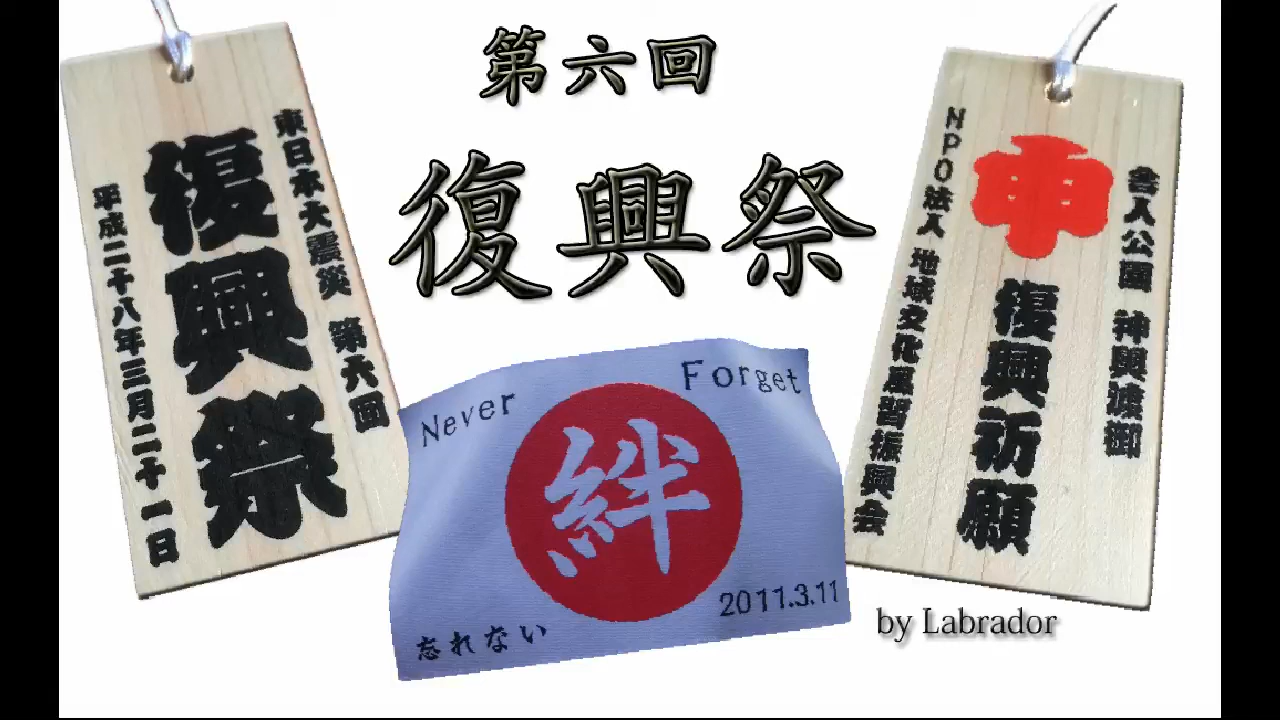 第六回
復興祭
東日本大震災 第六回
復興祭
平成二十八年三月二十一日
舎人公園 神輿渡御
復興祈願
NPO法人 地域文化風習振興会
Never Forget
絆
2011.3.11
忘れない
by Labrador